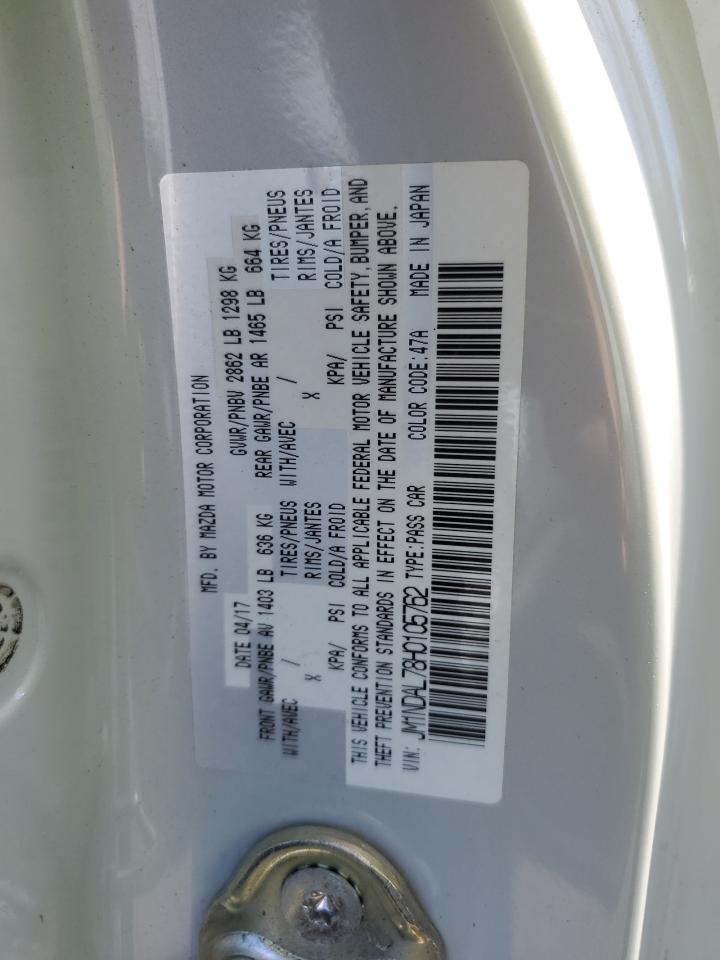 MFD. BY MAZDA MOTOR CORPORATION
DATE 04/17 GVWR/PNBV 2862 LB 1298 KG
FRONT GAWR/PNBE AV 1403 LB 636 KG REAR GAWR/PNBE AR 1465 LB 664 KG
WITH/AVEC / TIRES/PNEUS WITH/AVEC / TIRES/PNEUS
X RIMS/JANTES X RIMS/JANTES
KPA/ PSI COLD/A FROID KPA/ PSI COLD/A FROID
THIS VEHICLE CONFORMS TO ALL APPLICABLE FEDERAL MOTOR VEHICLE SAFETY, BUMPER, AND
THEFT PREVENTION STANDARDS IN EFFECT ON THE DATE OF MANUFACTURE SHOWN ABOVE.
VIN: JM1NDAL78H0105762 TYPE:PASS CAR COLOR CODE:47A MADE IN JAPAN